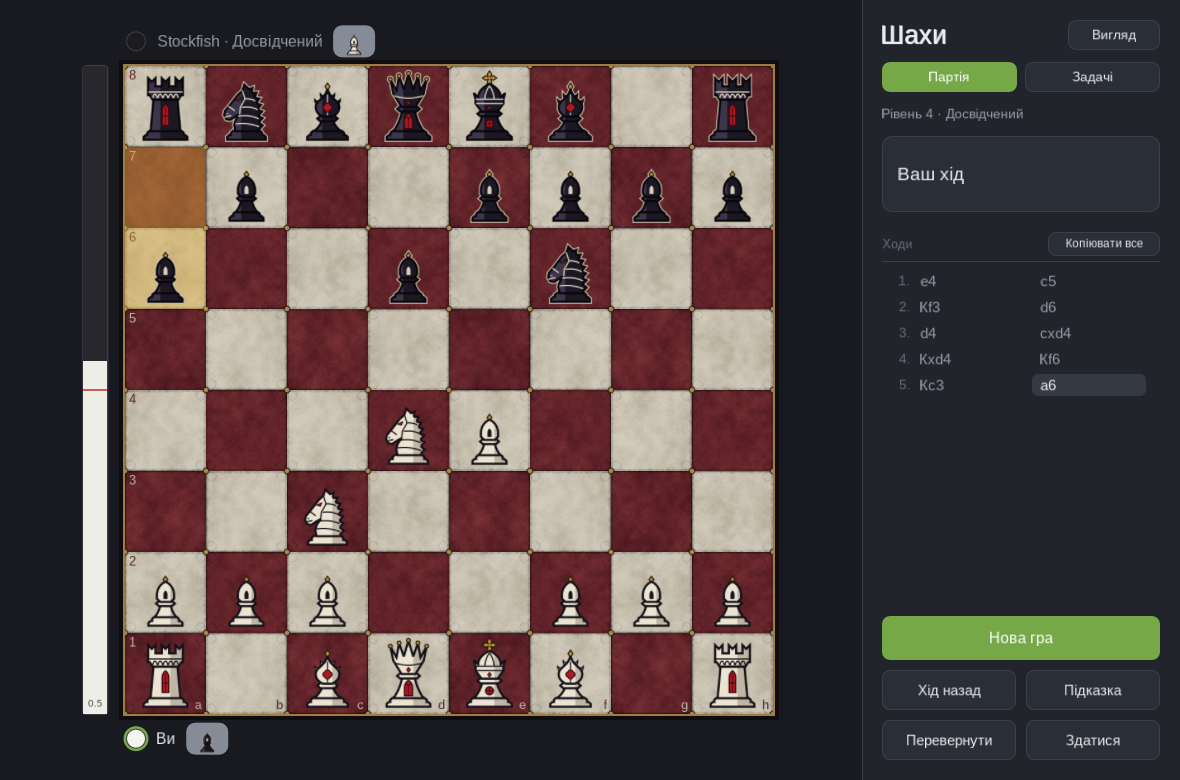 Stockfish · Досвідчений
8
7
6
5
4
3
2
1
a b c d e f g h
0.5
Ви
Шахи
Вигляд
Партія
Задачі
Рівень 4 · Досвідчений
Ваш хід
Ходи
Копіювати все
1. e4 c5
2. Кf3 d6
3. d4 cxd4
4. Кxd4 Кf6
5. Кc3 a6
Нова гра
Хід назад
Підказка
Перевернути
Здатися